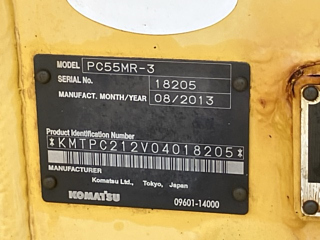 MODEL PC55MR-3
SERIAL No. 18205
MANUFACT. MONTH/YEAR 08/2013
Product Identification Number
*KMTPC212V04018205*
MANUFACTURER
Komatsu Ltd., Tokyo, Japan
KOMATSU
09601-14000